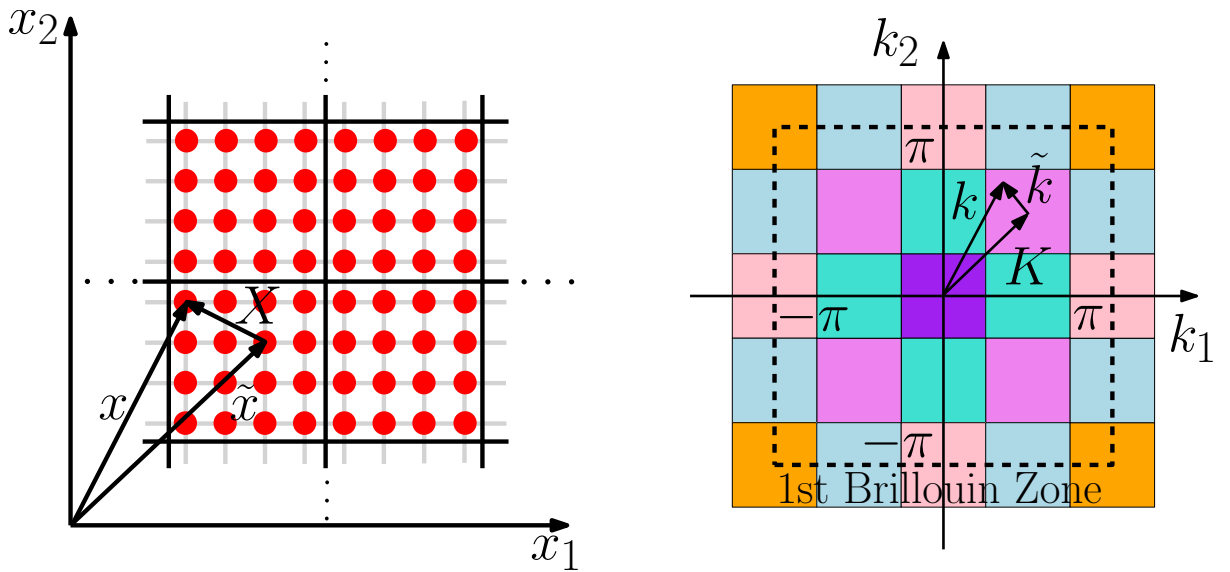 x₂
X
x
x̃
x₁
k₂
π
k
k̃
K
−π
π
k₁
−π
1st Brillouin Zone